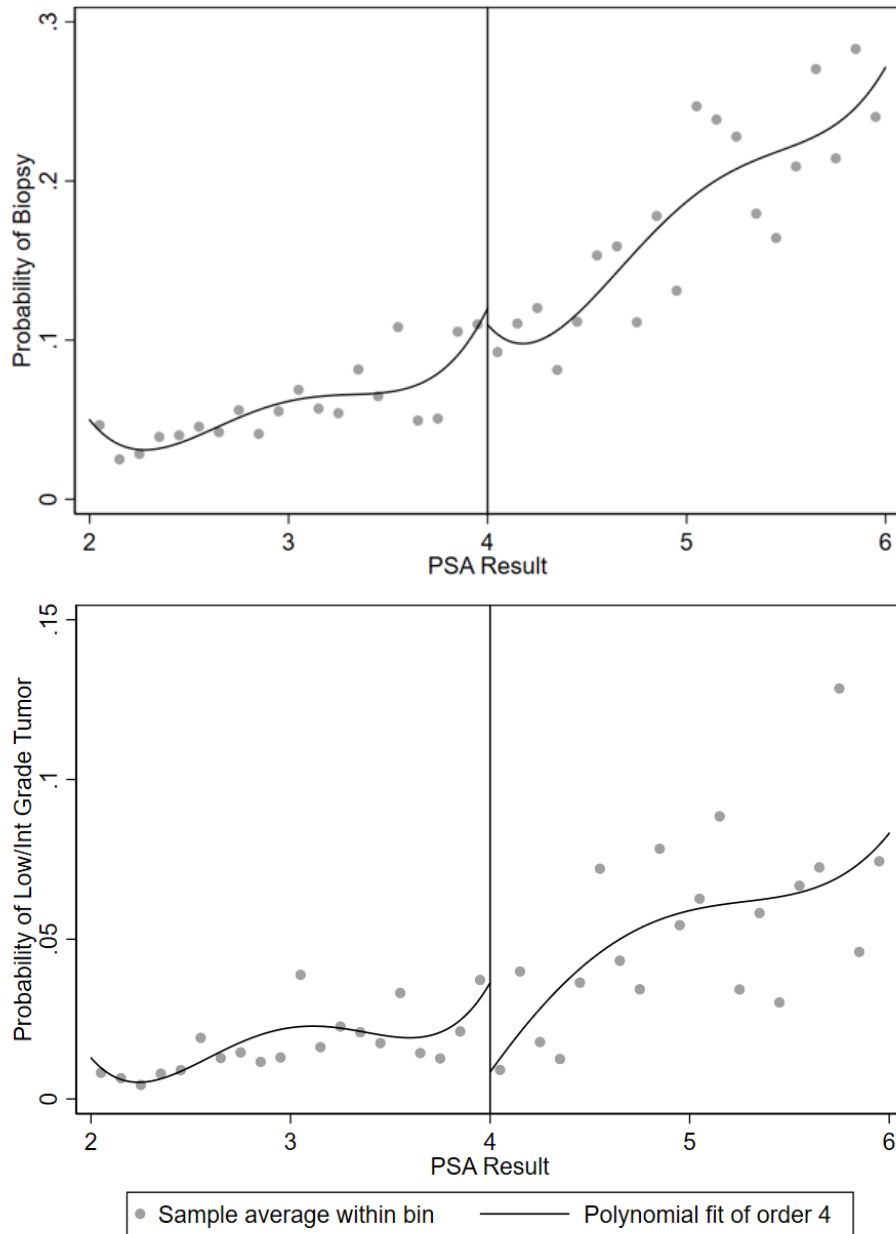 .3
.2
.1
0
Probability of Biopsy
2 3 4 5 6
PSA Result
.15
.1
.05
0
Probability of Low/Int Grade Tumor
2 3 4 5 6
PSA Result
Sample average within bin Polynomial fit of order 4